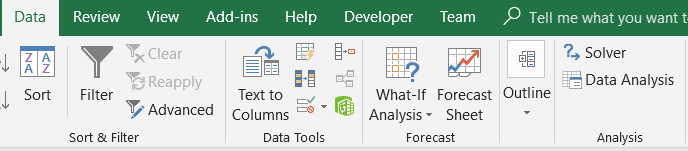 Data Review View Add-ins Help Developer Team Tell me what you want t
Z A A Z Sort Filter Clear Reapply Advanced
Sort & Filter
Text to Columns
Data Tools
What-If Analysis Forecast Sheet
Forecast
Outline
Solver
Data Analysis
Analysis